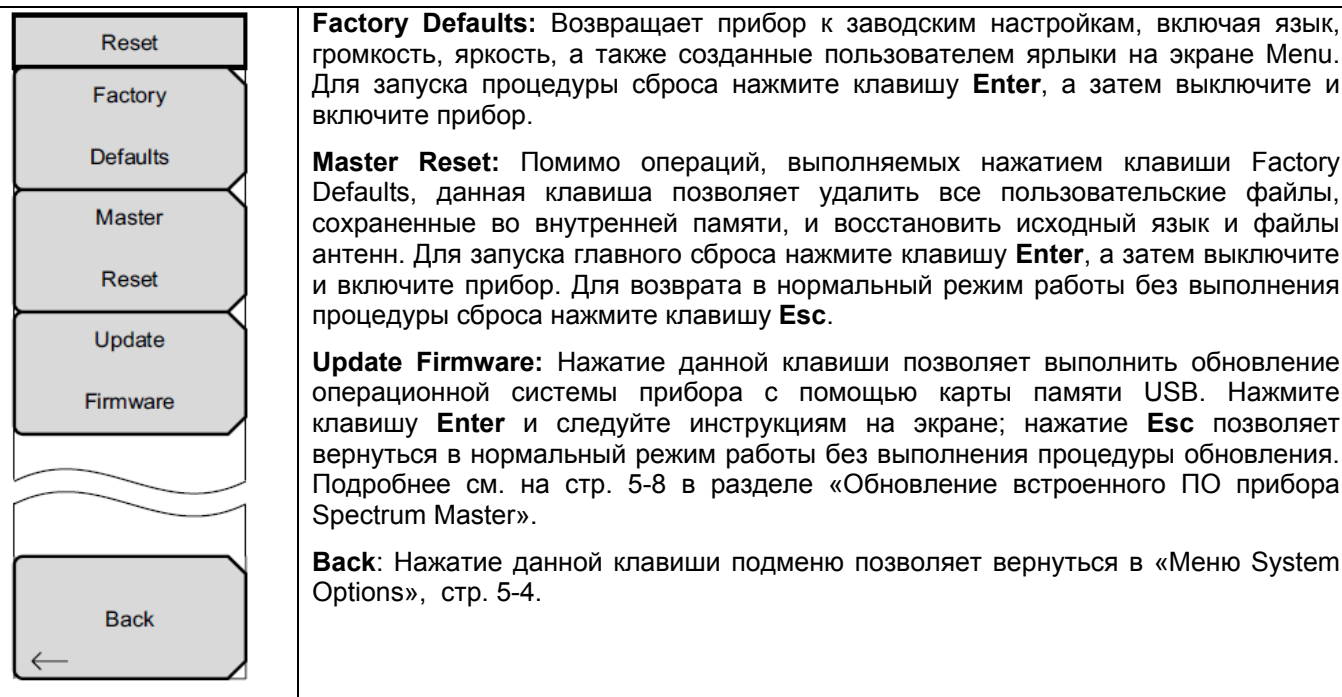 Reset
Factory
Defaults
Master
Reset
Update
Firmware
Back
Factory Defaults: Возвращает прибор к заводским настройкам, включая язык,
громкость, яркость, а также созданные пользователем ярлыки на экране Menu.
Для запуска процедуры сброса нажмите клавишу Enter, а затем выключите и
включите прибор.
Master Reset: Помимо операций, выполняемых нажатием клавиши Factory
Defaults, данная клавиша позволяет удалить все пользовательские файлы,
сохраненные во внутренней памяти, и восстановить исходный язык и файлы
антенн. Для запуска главного сброса нажмите клавишу Enter, а затем выключите
и включите прибор. Для возврата в нормальный режим работы без выполнения
процедуры сброса нажмите клавишу Esc.
Update Firmware: Нажатие данной клавиши позволяет выполнить обновление
операционной системы прибора с помощью карты памяти USB. Нажмите
клавишу Enter и следуйте инструкциям на экране; нажатие Esc позволяет
вернуться в нормальный режим работы без выполнения процедуры обновления.
Подробнее см. на стр. 5-8 в разделе «Обновление встроенного ПО прибора
Spectrum Master».
Back: Нажатие данной клавиши подменю позволяет вернуться в «Меню System
Options», стр. 5-4.